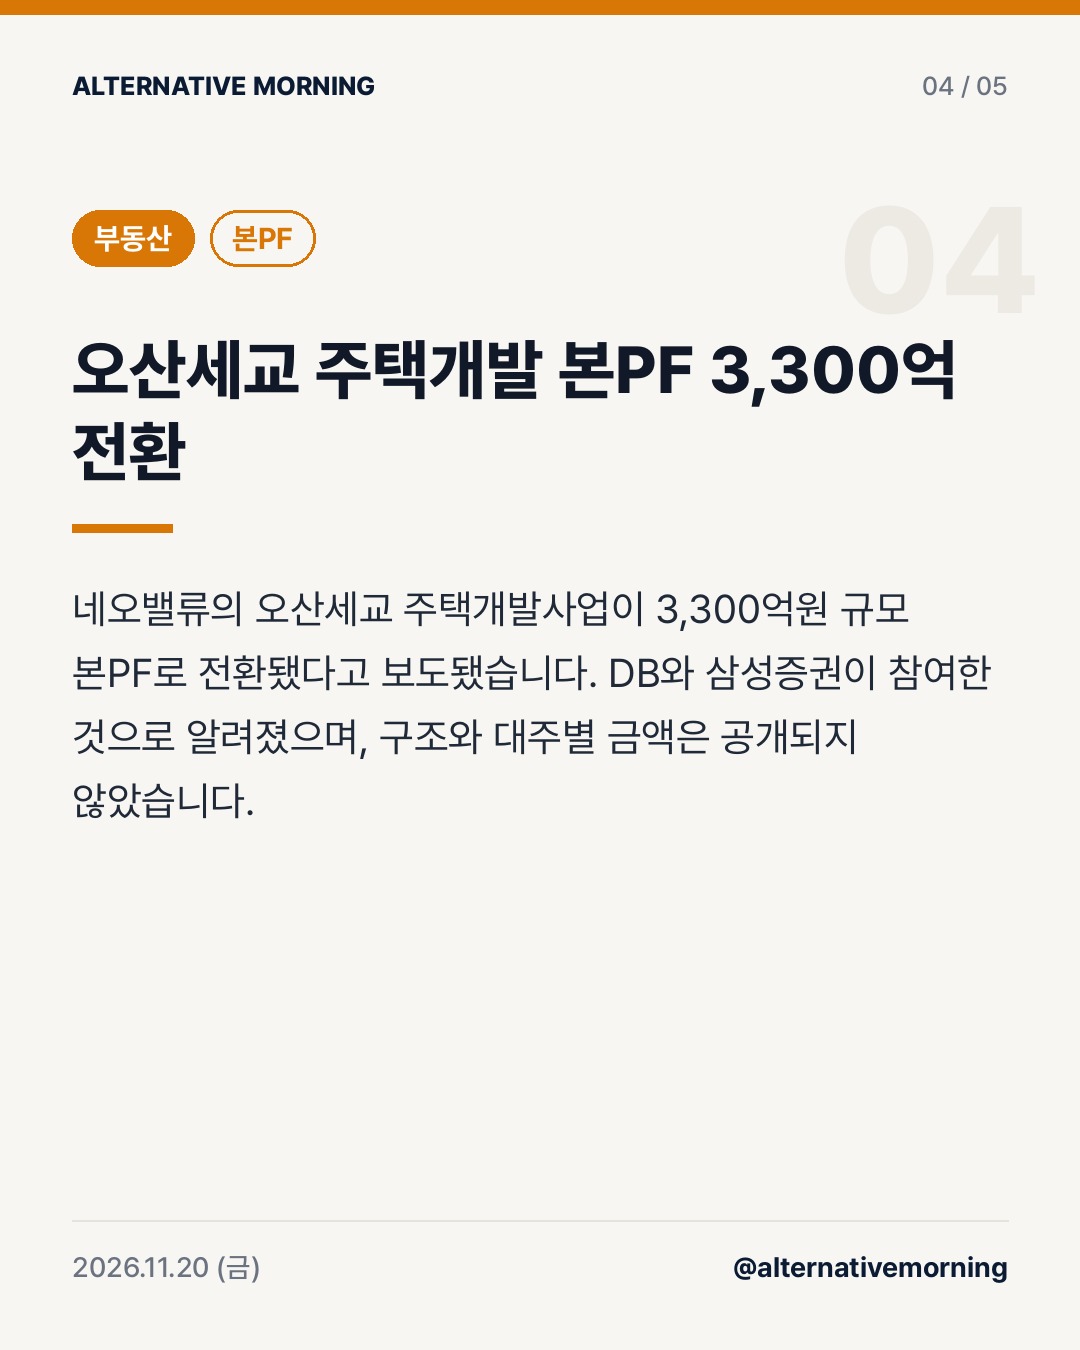 ALTERNATIVE MORNING
04 / 05
부동산
본PF
04
오산세교 주택개발 본PF 3,300억
전환
네오밸류의 오산세교 주택개발사업이 3,300억원 규모
본PF로 전환됐다고 보도됐습니다. DB와 삼성증권이 참여한
것으로 알려졌으며, 구조와 대주별 금액은 공개되지
않았습니다.
2026.11.20 (금)
@alternativemorning